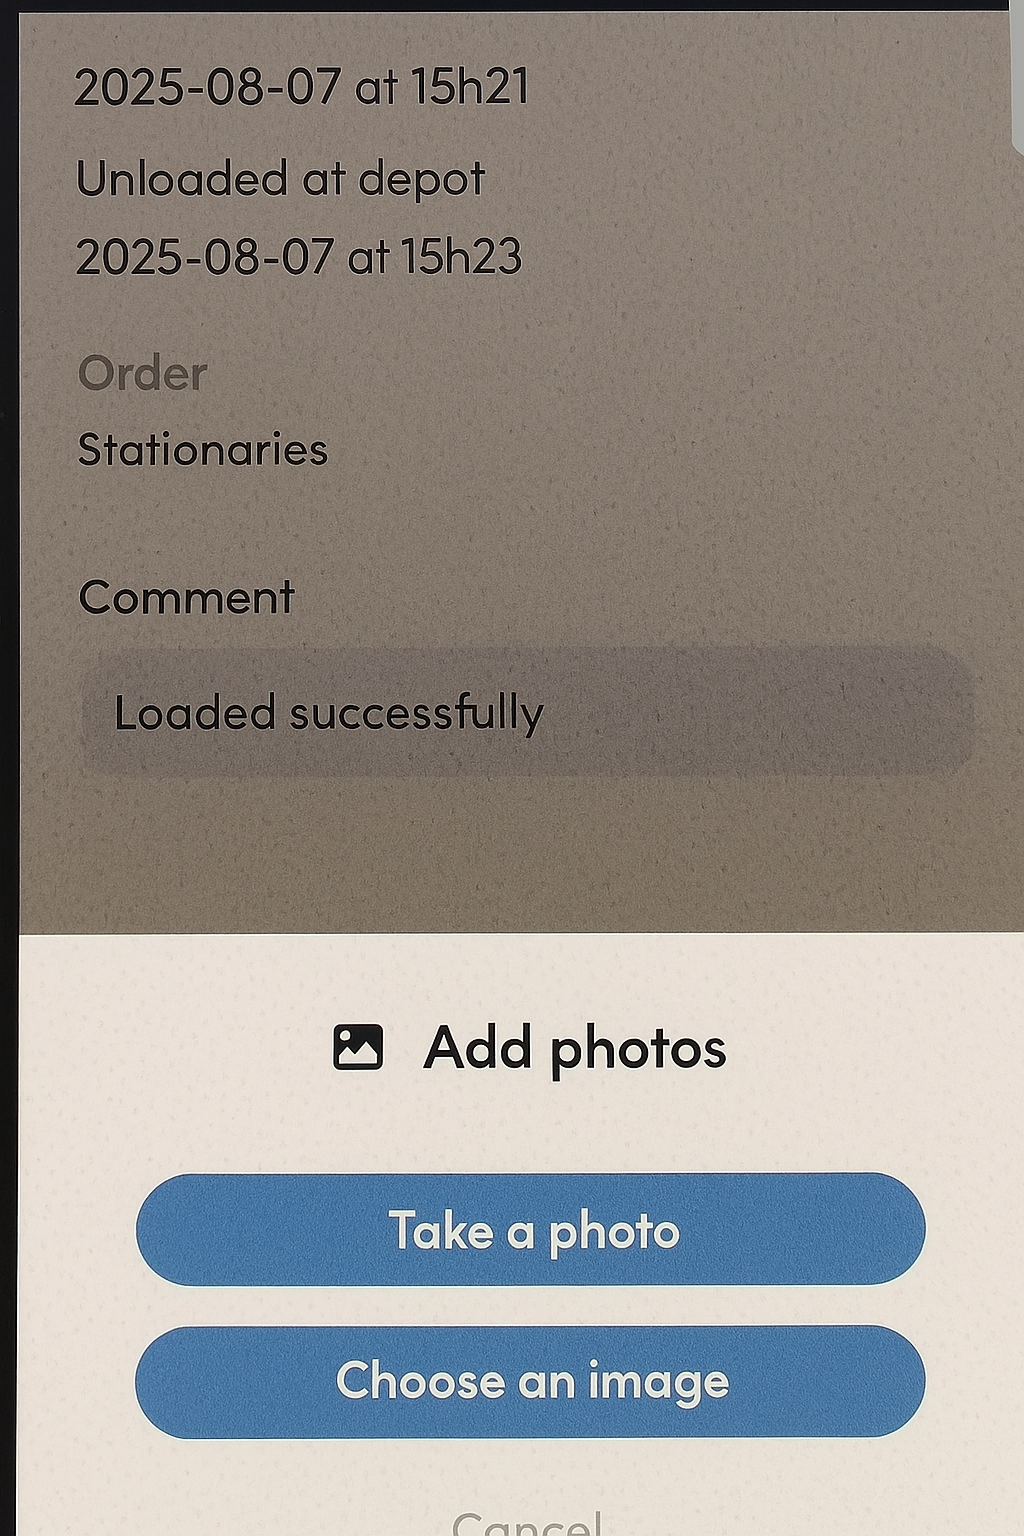 2025-08-07 at 15h21
Unloaded at depot
2025-08-07 at 15h23
Order
Stationaries
Comment
Loaded successfully
Add photos
Take a photo
Choose an image
Cancel